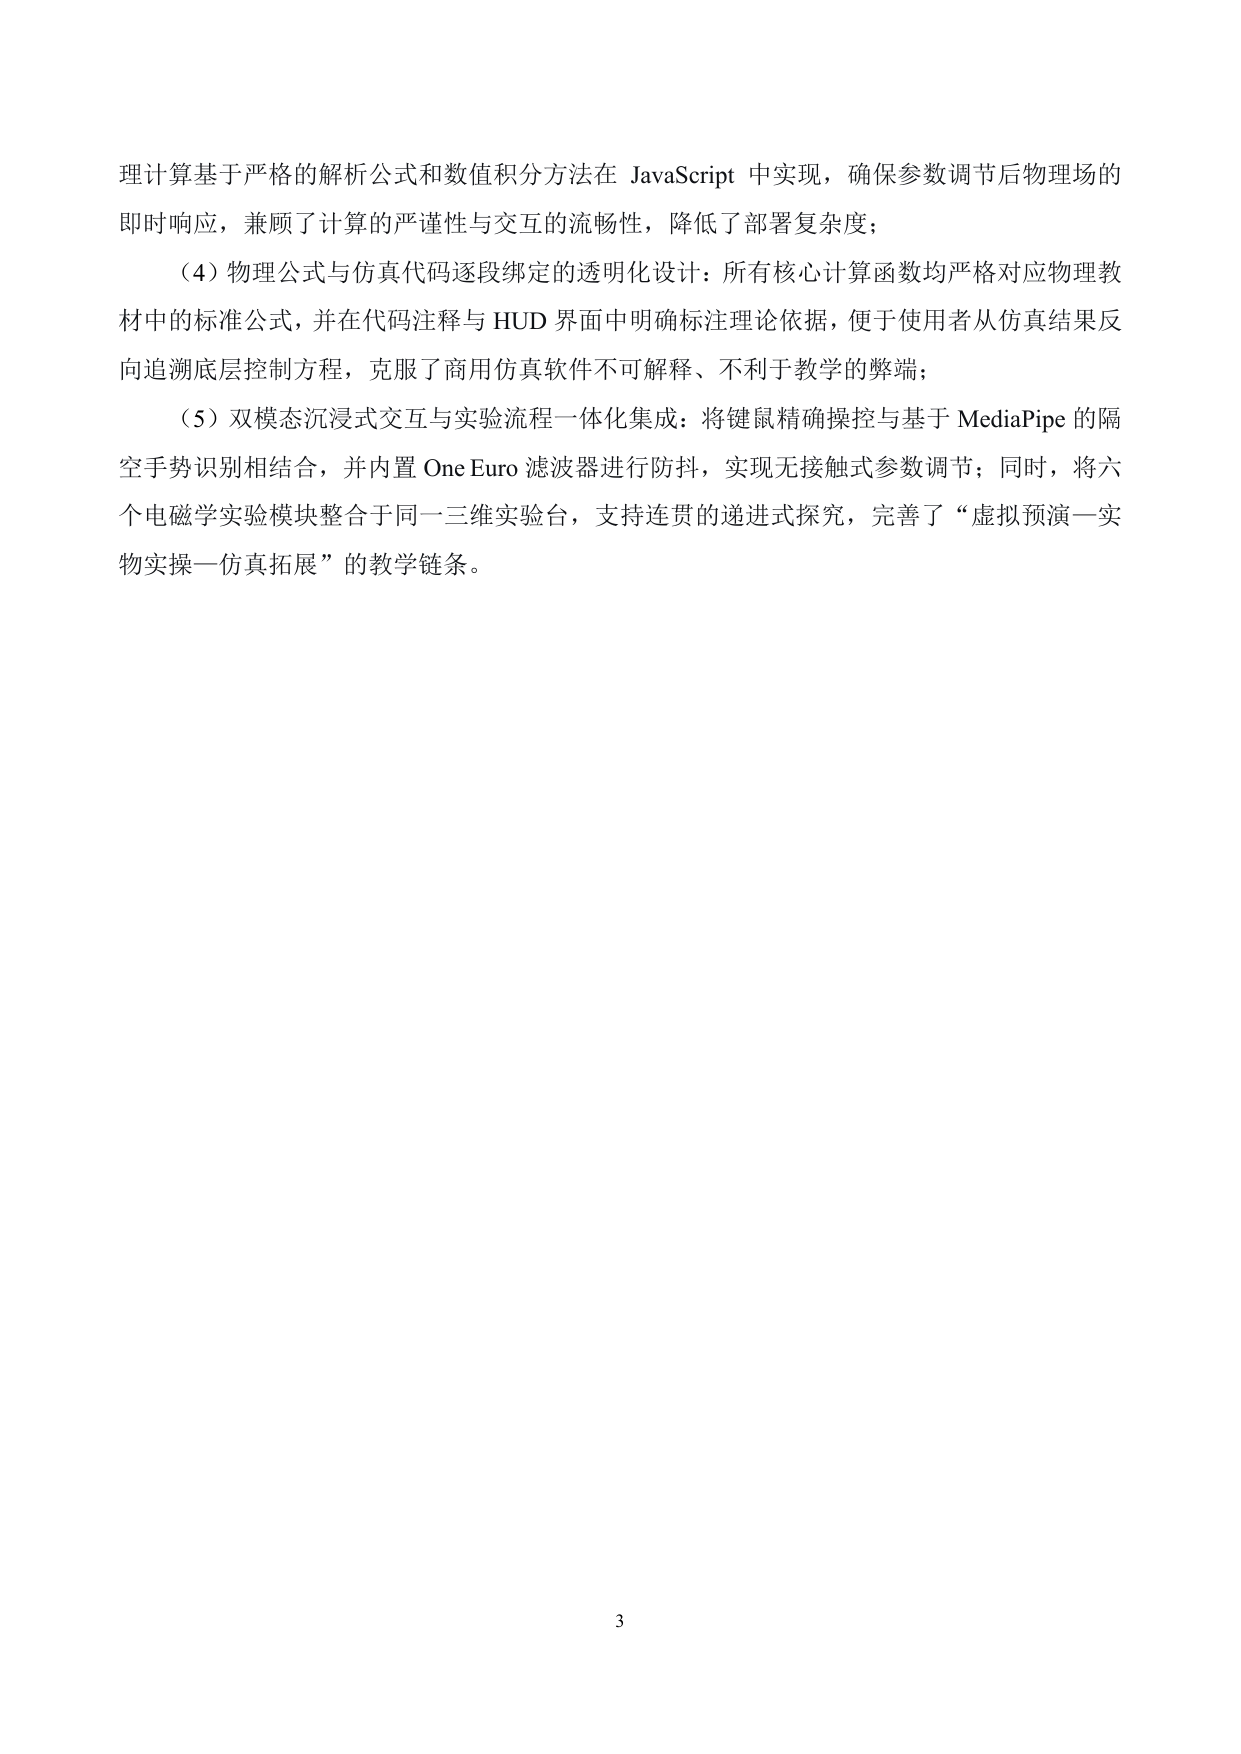 理计算基于严格的解析公式和数值积分方法在 JavaScript 中实现，确保参数调节后物理场的
即时响应，兼顾了计算的严谨性与交互的流畅性，降低了部署复杂度；
（4）物理公式与仿真代码逐段绑定的透明化设计：所有核心计算函数均严格对应物理教
材中的标准公式，并在代码注释与 HUD 界面中明确标注理论依据，便于使用者从仿真结果反
向追溯底层控制方程，克服了商用仿真软件不可解释、不利于教学的弊端；
（5）双模态沉浸式交互与实验流程一体化集成：将键鼠精确操控与基于 MediaPipe 的隔
空手势识别相结合，并内置 One Euro 滤波器进行防抖，实现无接触式参数调节；同时，将六
个电磁学实验模块整合于同一三维实验台，支持连贯的递进式探究，完善了“虚拟预演—实
物实操—仿真拓展”的教学链条。
3